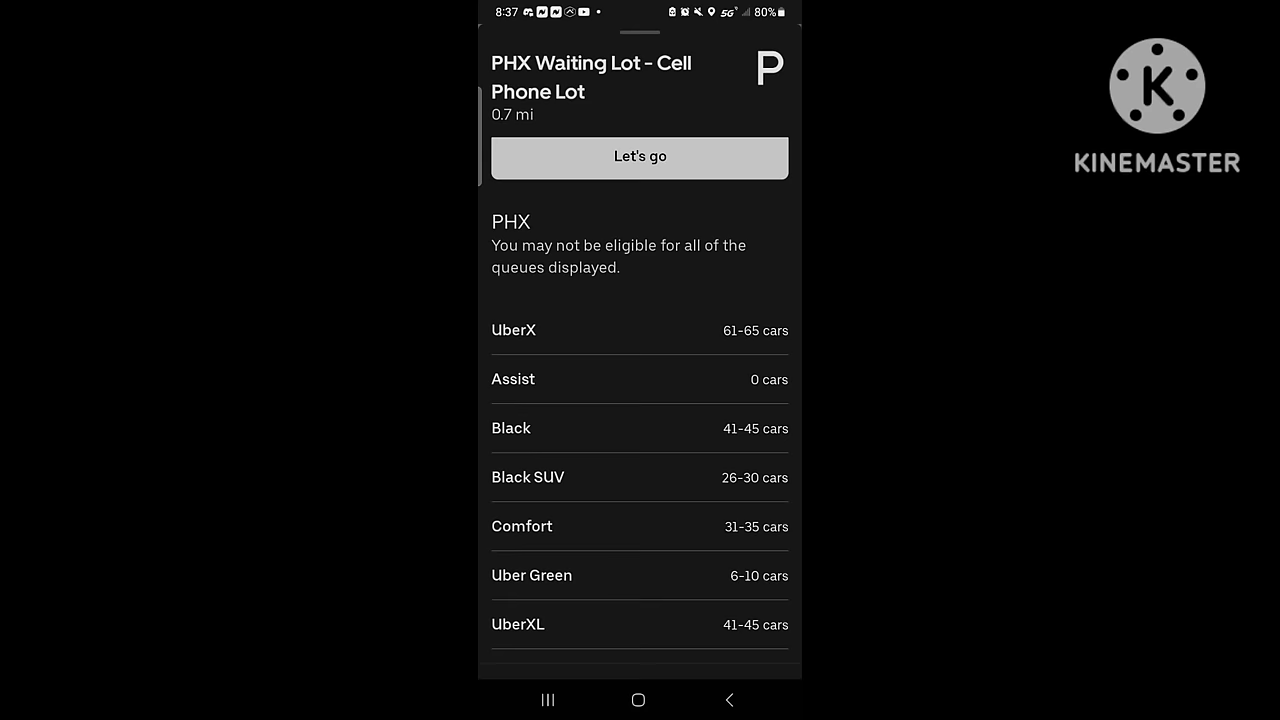 8:37
5G
80%
PHX Waiting Lot - Cell
Phone Lot
P
0.7 mi
Let's go
PHX
You may not be eligible for all of the
queues displayed.
UberX 61-65 cars
Assist 0 cars
Black 41-45 cars
Black SUV 26-30 cars
Comfort 31-35 cars
Uber Green 6-10 cars
UberXL 41-45 cars
K
KINEMASTER